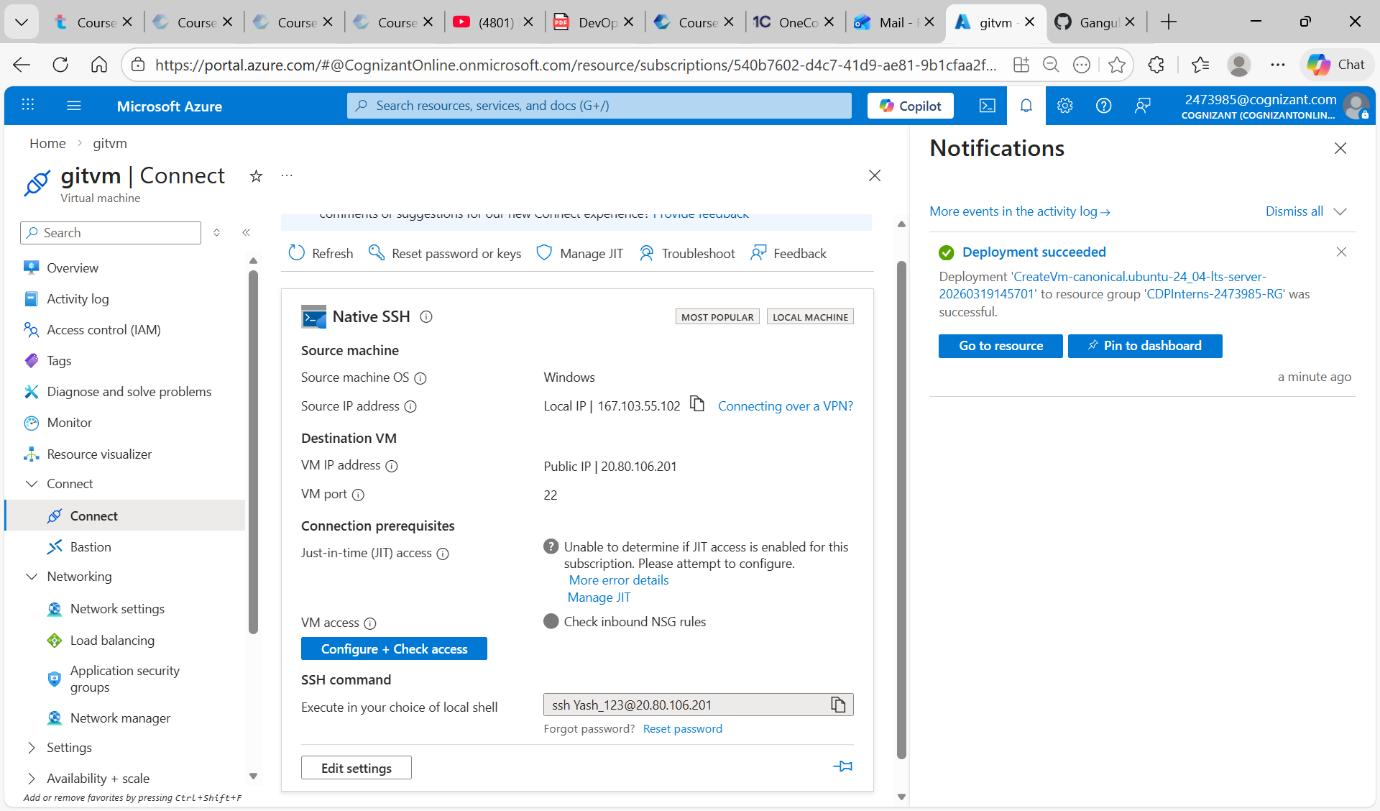 Course
Course
Course
Course
(4801)
DevOp
Course
1C OneCo
Mail -
gitvm -
Gangul
https://portal.azure.com/#@CognizantOnline.onmicrosoft.com/resource/subscriptions/540b7602-d4c7-41d9-ae81-9b1cfaa2f...
Chat
Microsoft Azure
Search resources, services, and docs (G+/)
Copilot
2473985@cognizant.com
COGNIZANT (COGNIZANTONLIN...
Home > gitvm
gitvm | Connect
Virtual machine
Search
Overview
Activity log
Access control (IAM)
Tags
Diagnose and solve problems
Monitor
Resource visualizer
Connect
Connect
Bastion
Networking
Network settings
Load balancing
Application security
groups
Network manager
Settings
Availability + scale
Add or remove favorites by pressing Ctrl+Shift+F
comments or suggestions for our new Connect experience? Provide feedback
Refresh
Reset password or keys
Manage JIT
Troubleshoot
Feedback
Native SSH
MOST POPULAR
LOCAL MACHINE
Source machine
Source machine OS
Windows
Source IP address
Local IP | 167.103.55.102
Connecting over a VPN?
Destination VM
VM IP address
Public IP | 20.80.106.201
VM port
22
Connection prerequisites
Just-in-time (JIT) access
Unable to determine if JIT access is enabled for this
subscription. Please attempt to configure.
More error details
Manage JIT
VM access
Check inbound NSG rules
Configure + Check access
SSH command
Execute in your choice of local shell
ssh Yash_123@20.80.106.201
Forgot password? Reset password
Edit settings
Notifications
More events in the activity log →
Dismiss all
Deployment succeeded
Deployment 'CreateVm-canonical.ubuntu-24_04-lts-server-
20260319145701' to resource group 'CDPInterns-2473985-RG' was
successful.
Go to resource
Pin to dashboard
a minute ago